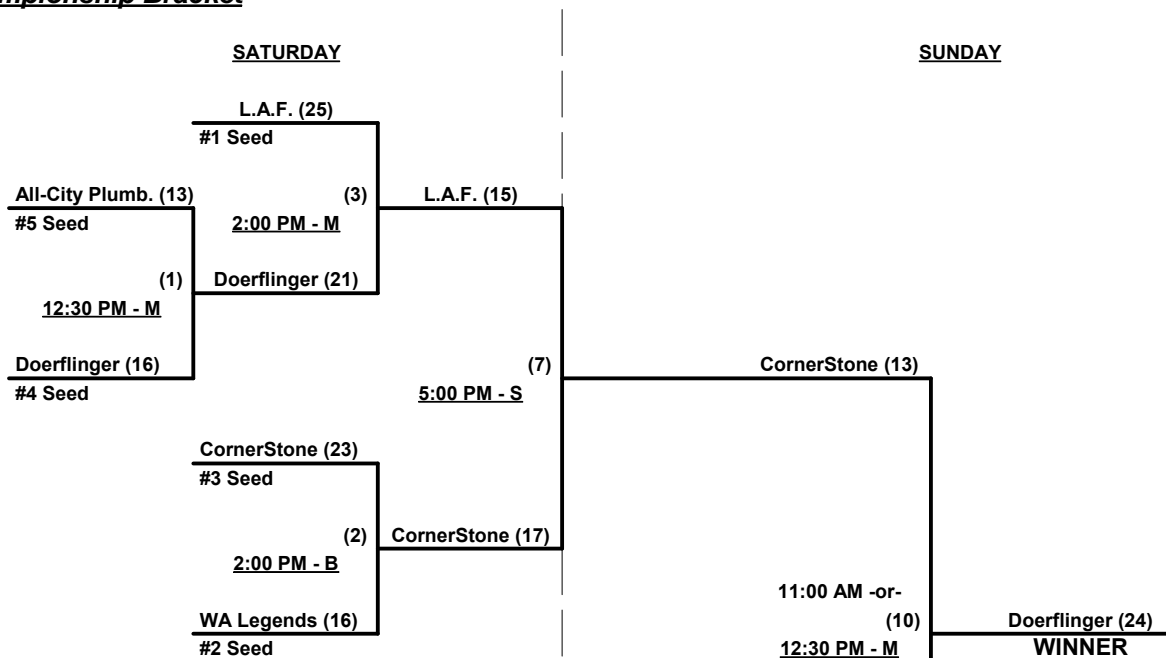 SATURDAY
SUNDAY
L.A.F. (25)
#1 Seed
All-City Plumb. (13)
(3)
L.A.F. (15)
#5 Seed
2:00 PM - M
(1)
Doerflinger (21)
12:30 PM - M
Doerflinger (16)
(7)
CornerStone (13)
#4 Seed
5:00 PM - S
CornerStone (23)
#3 Seed
(2)
CornerStone (17)
2:00 PM - B
11:00 AM -or-
WA Legends (16)
(10)
Doerflinger (24)
#2 Seed
12:30 PM - M
WINNER